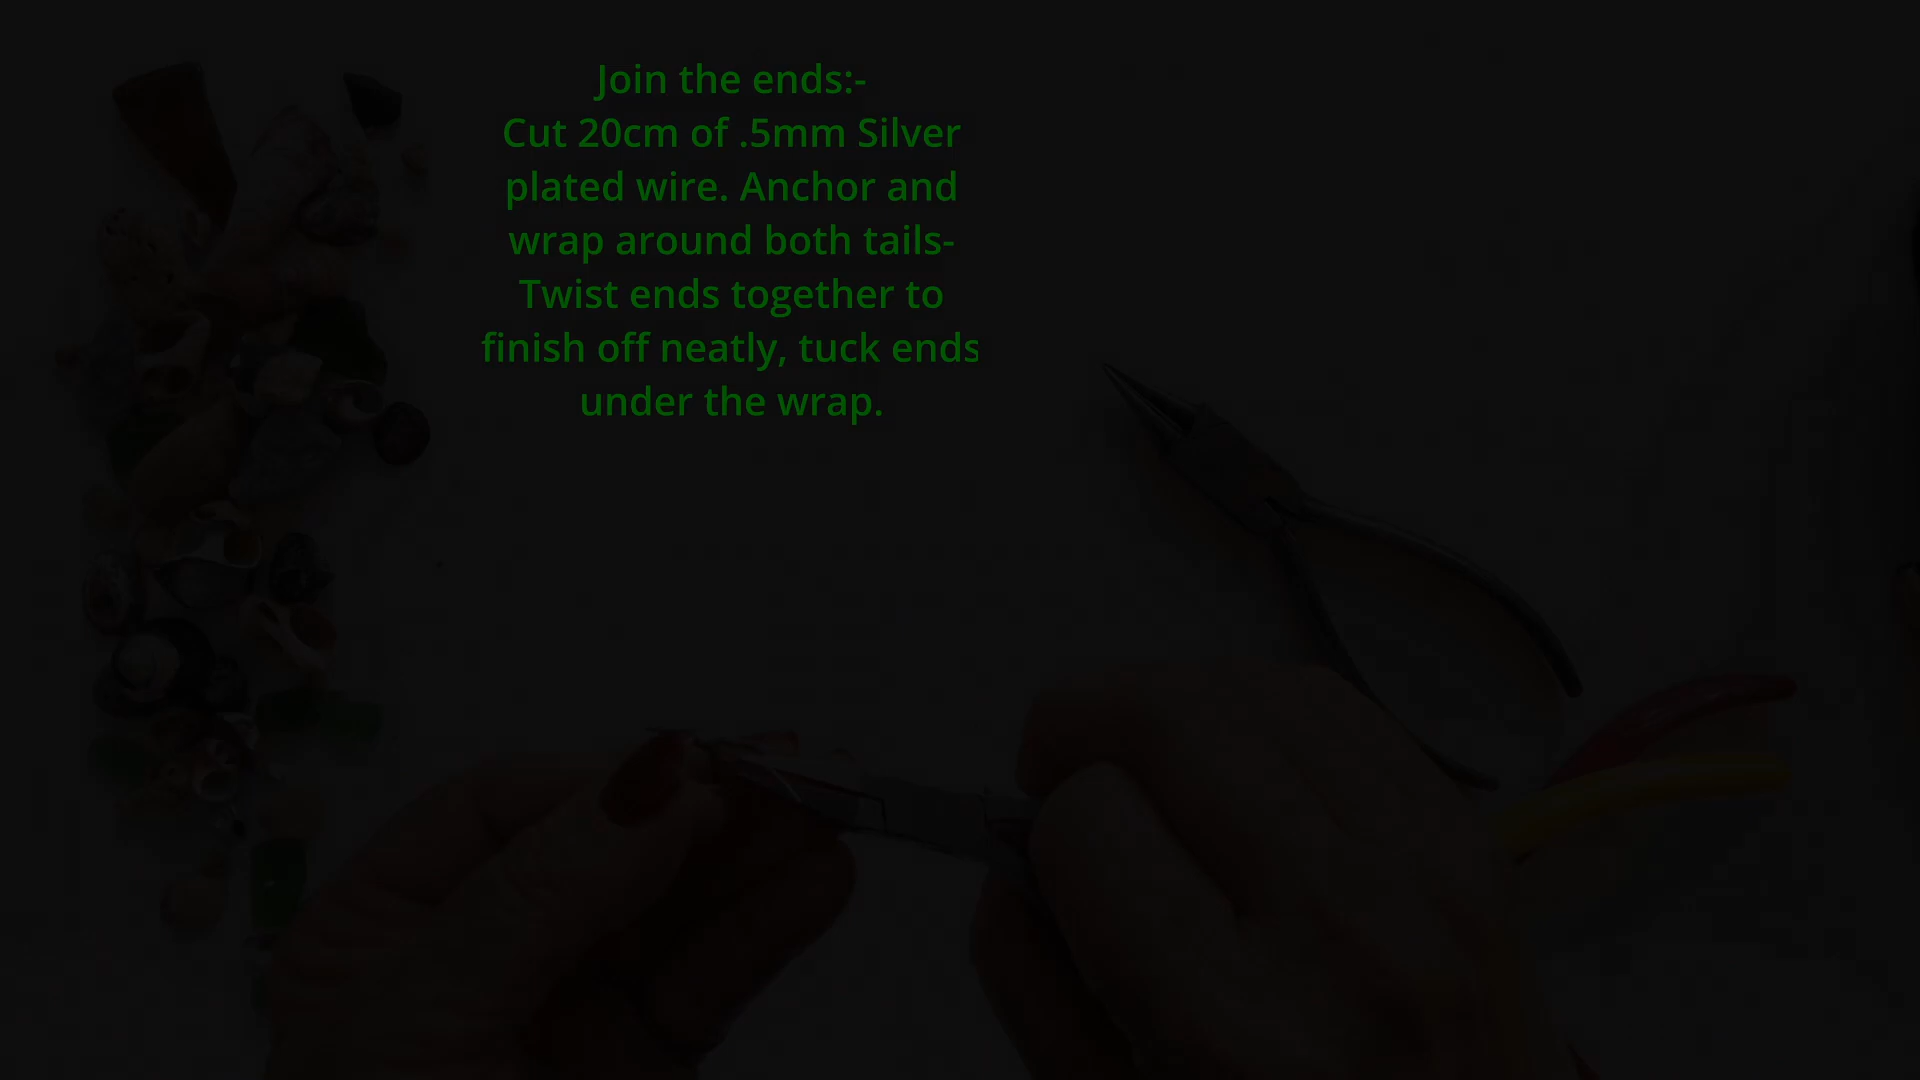 Join the ends:-
Cut 20cm of .5mm Silver
plated wire. Anchor and
wrap around both tails-
Twist ends together to
finish off neatly, tuck ends
under the wrap.